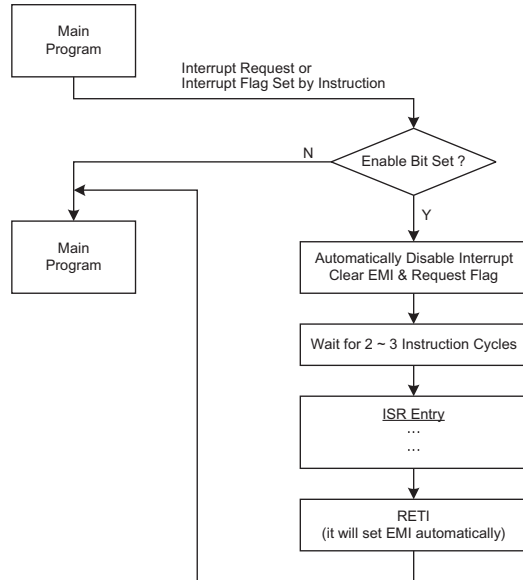 Main
Program
Interrupt Request or
Interrupt Flag Set by Instruction
Enable Bit Set ?
N
Y
Main
Program
Automatically Disable Interrupt
Clear EMI & Request Flag
Wait for 2 ~ 3 Instruction Cycles
ISR Entry
...
...
RETI
(it will set EMI automatically)